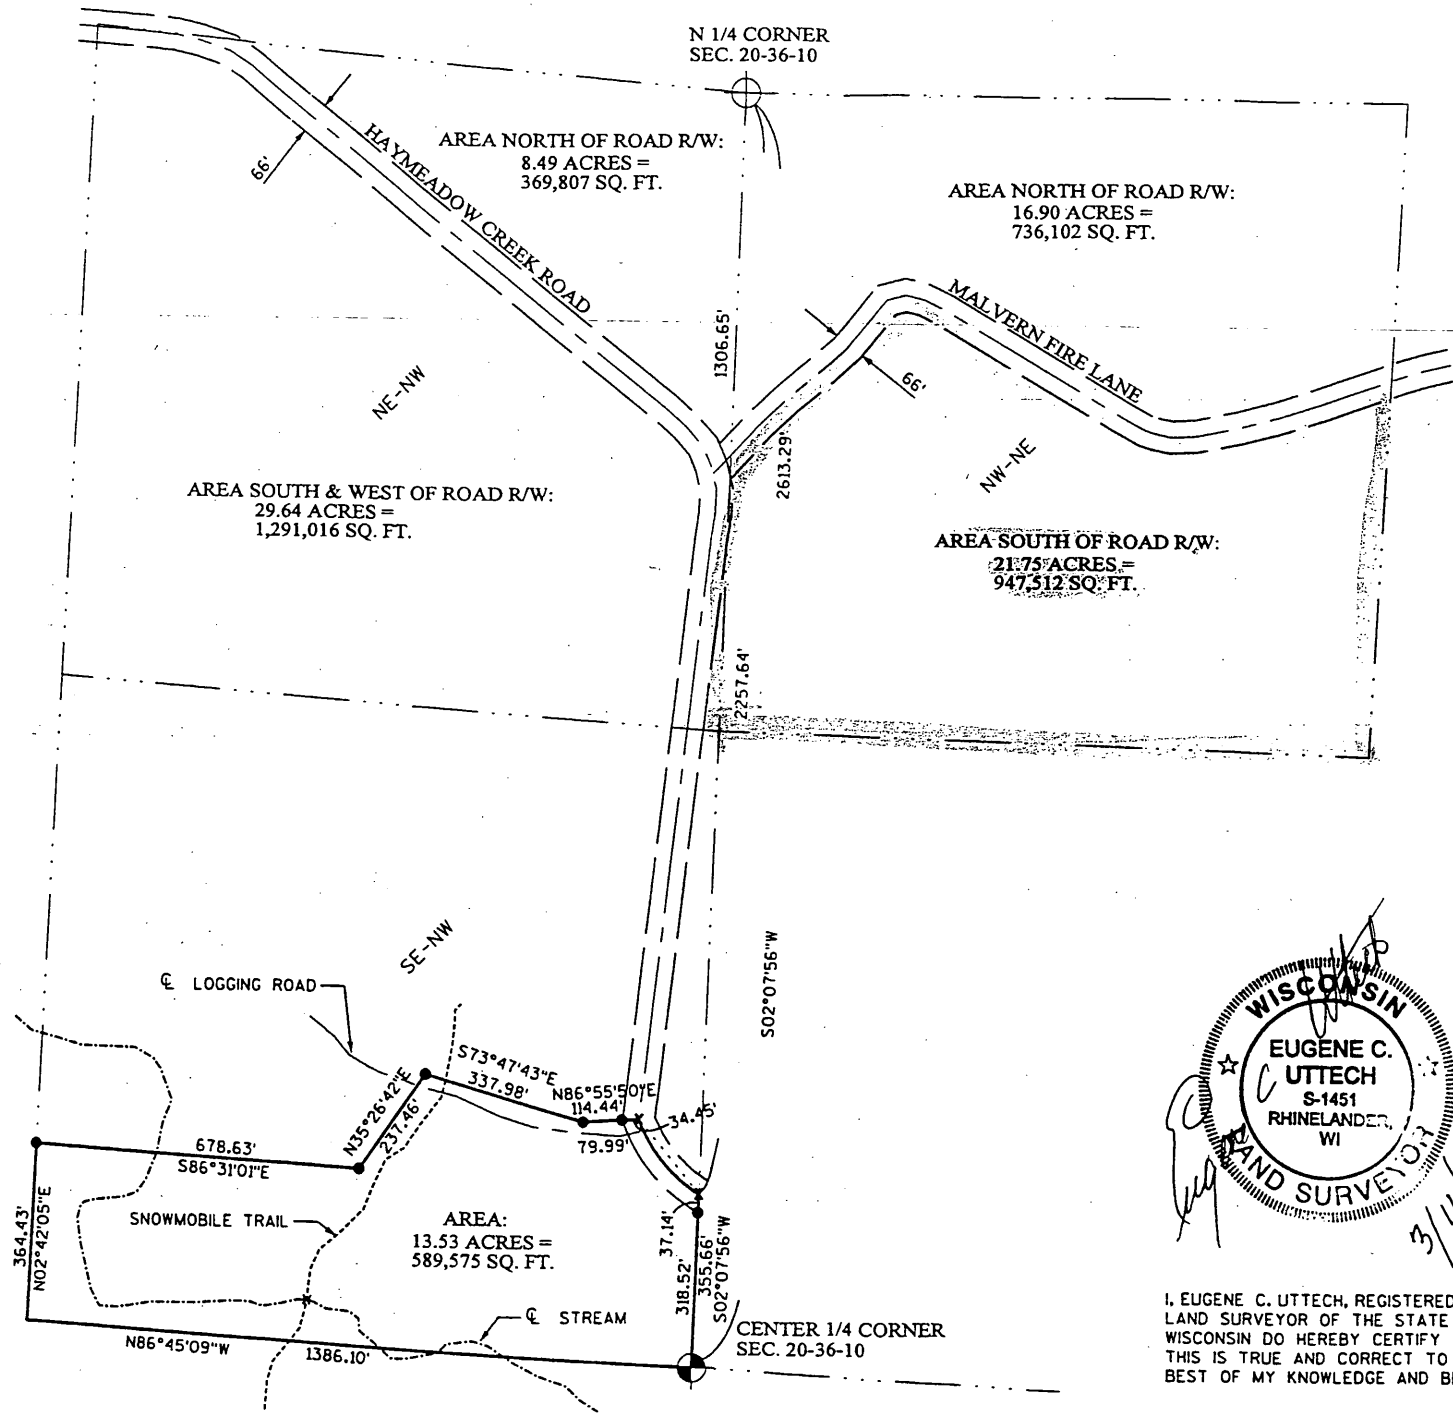 N 1/4 CORNER
SEC. 20-36-10
AREA NORTH OF ROAD R/W:
8.49 ACRES =
369,807 SQ. FT.
HAYMEADOW CREEK ROAD
66'
AREA NORTH OF ROAD R/W:
16.90 ACRES =
736,102 SQ. FT.
MALVERN FIRE LANE
66'
1306.65'
2613.29'
NE-NW
NW-NE
AREA SOUTH & WEST OF ROAD R/W:
29.64 ACRES =
1,291,016 SQ. FT.
AREA SOUTH OF ROAD R/W:
21.75 ACRES =
947,512 SQ. FT.
2257.64'
SE-NW
S02°07'56"W
℄ LOGGING ROAD
S73°47'43"E
337.98'
N86°55'50"E
114.44'
34.45'
79.99'
N35°26'42"E
237.46'
678.63'
S86°31'01"E
364.43'
N02°42'05"E
SNOWMOBILE TRAIL
AREA:
13.53 ACRES =
589,575 SQ. FT.
37.14'
318.52'
355.66'
S02°07'56"W
℄ STREAM
N86°45'09"W
1386.10'
CENTER 1/4 CORNER
SEC. 20-36-10
WISCONSIN
EUGENE C.
UTTECH
S-1451
RHINELANDER,
WI
LAND SURVEYOR
I, EUGENE C. UTTECH, REGISTERED
LAND SURVEYOR OF THE STATE
WISCONSIN DO HEREBY CERTIFY
THIS IS TRUE AND CORRECT TO
BEST OF MY KNOWLEDGE AND